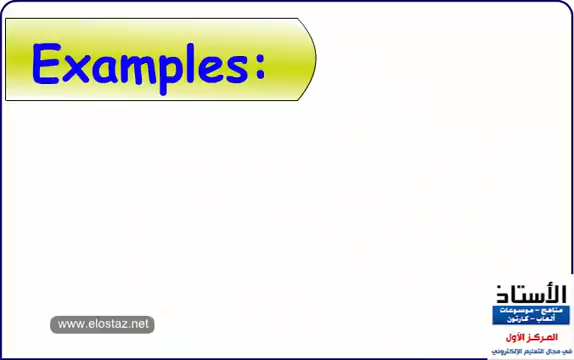 Examples:
www.elostaz.net
الأستاذ
مناهج - موسوعات
ألعاب - كارتون
المركز الأول
في مجال التعليم الإلكتروني